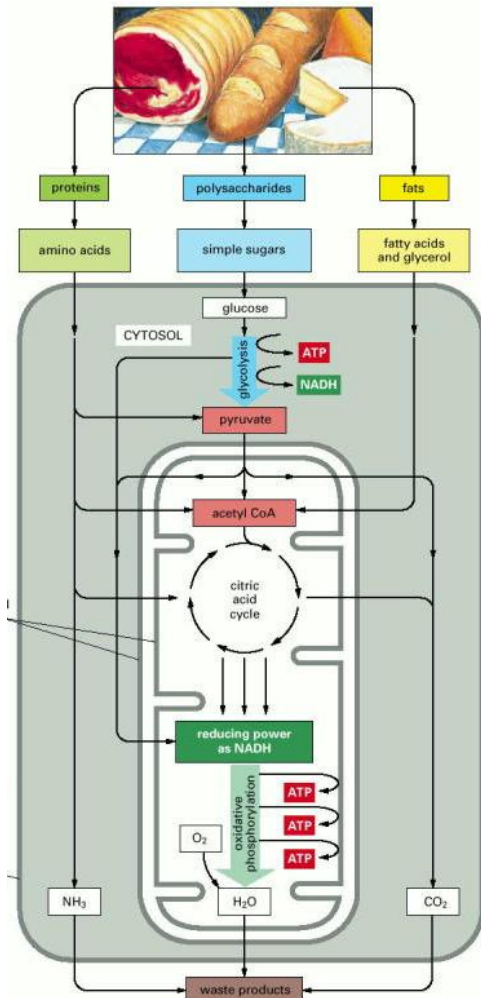 proteins
polysaccharides
fats
amino acids
simple sugars
fatty acids
and glycerol
glucose
CYTOSOL
glycolysis
ATP
NADH
pyruvate
acetyl CoA
citric
acid
cycle
reducing power
as NADH
oxidative
phosphorylation
ATP
ATP
ATP
O₂
NH₃
H₂O
CO₂
waste products